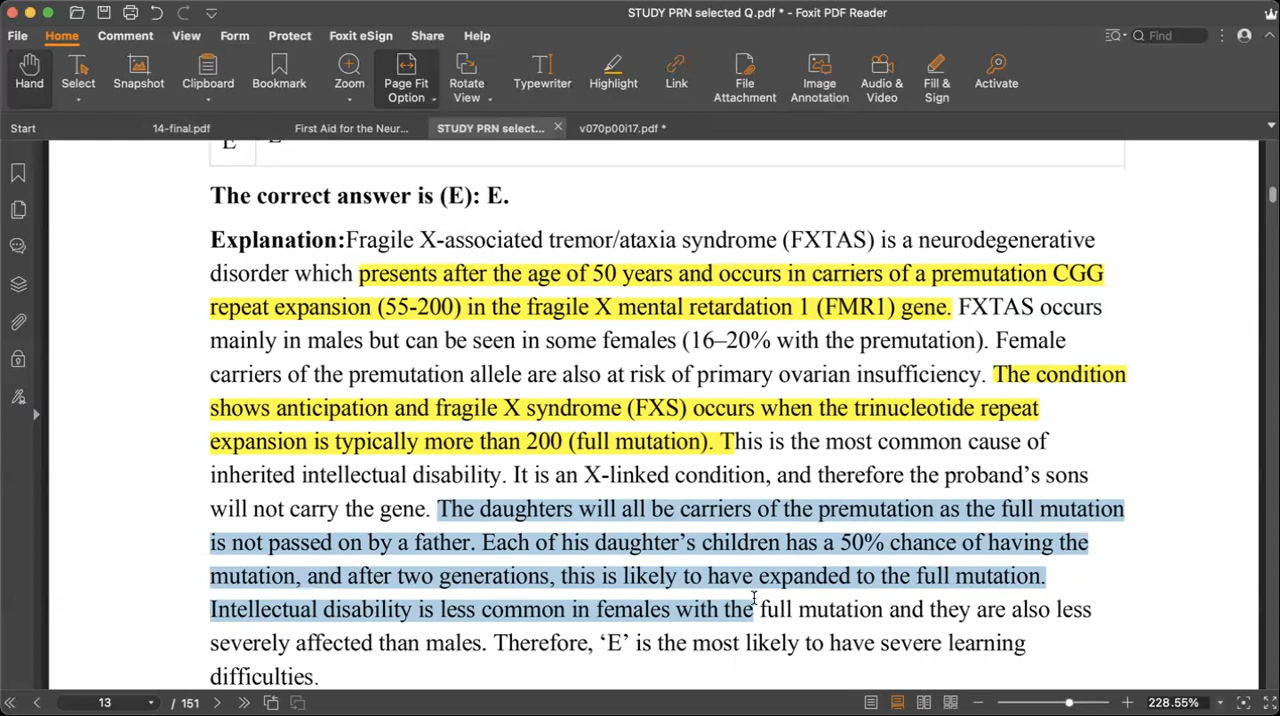 STUDY PRN selected Q.pdf * - Foxit PDF Reader
File Home Comment View Form Protect Foxit eSign Share Help Find
Hand Select Snapshot Clipboard Bookmark Zoom Page Fit Option Rotate View Typewriter Highlight Link File Attachment Image Annotation Audio & Video Fill & Sign Activate
Start 14-final.pdf First Aid for the Neur... STUDY PRN select... v070p00i17.pdf *
The correct answer is (E): E.
Explanation:Fragile X-associated tremor/ataxia syndrome (FXTAS) is a neurodegenerative
disorder which presents after the age of 50 years and occurs in carriers of a premutation CGG
repeat expansion (55-200) in the fragile X mental retardation 1 (FMR1) gene. FXTAS occurs
mainly in males but can be seen in some females (16–20% with the premutation). Female
carriers of the premutation allele are also at risk of primary ovarian insufficiency. The condition
shows anticipation and fragile X syndrome (FXS) occurs when the trinucleotide repeat
expansion is typically more than 200 (full mutation). This is the most common cause of
inherited intellectual disability. It is an X-linked condition, and therefore the proband's sons
will not carry the gene. The daughters will all be carriers of the premutation as the full mutation
is not passed on by a father. Each of his daughter's children has a 50% chance of having the
mutation, and after two generations, this is likely to have expanded to the full mutation.
Intellectual disability is less common in females with the full mutation and they are also less
severely affected than males. Therefore, 'E' is the most likely to have severe learning
difficulties.
13 / 151 228.55%